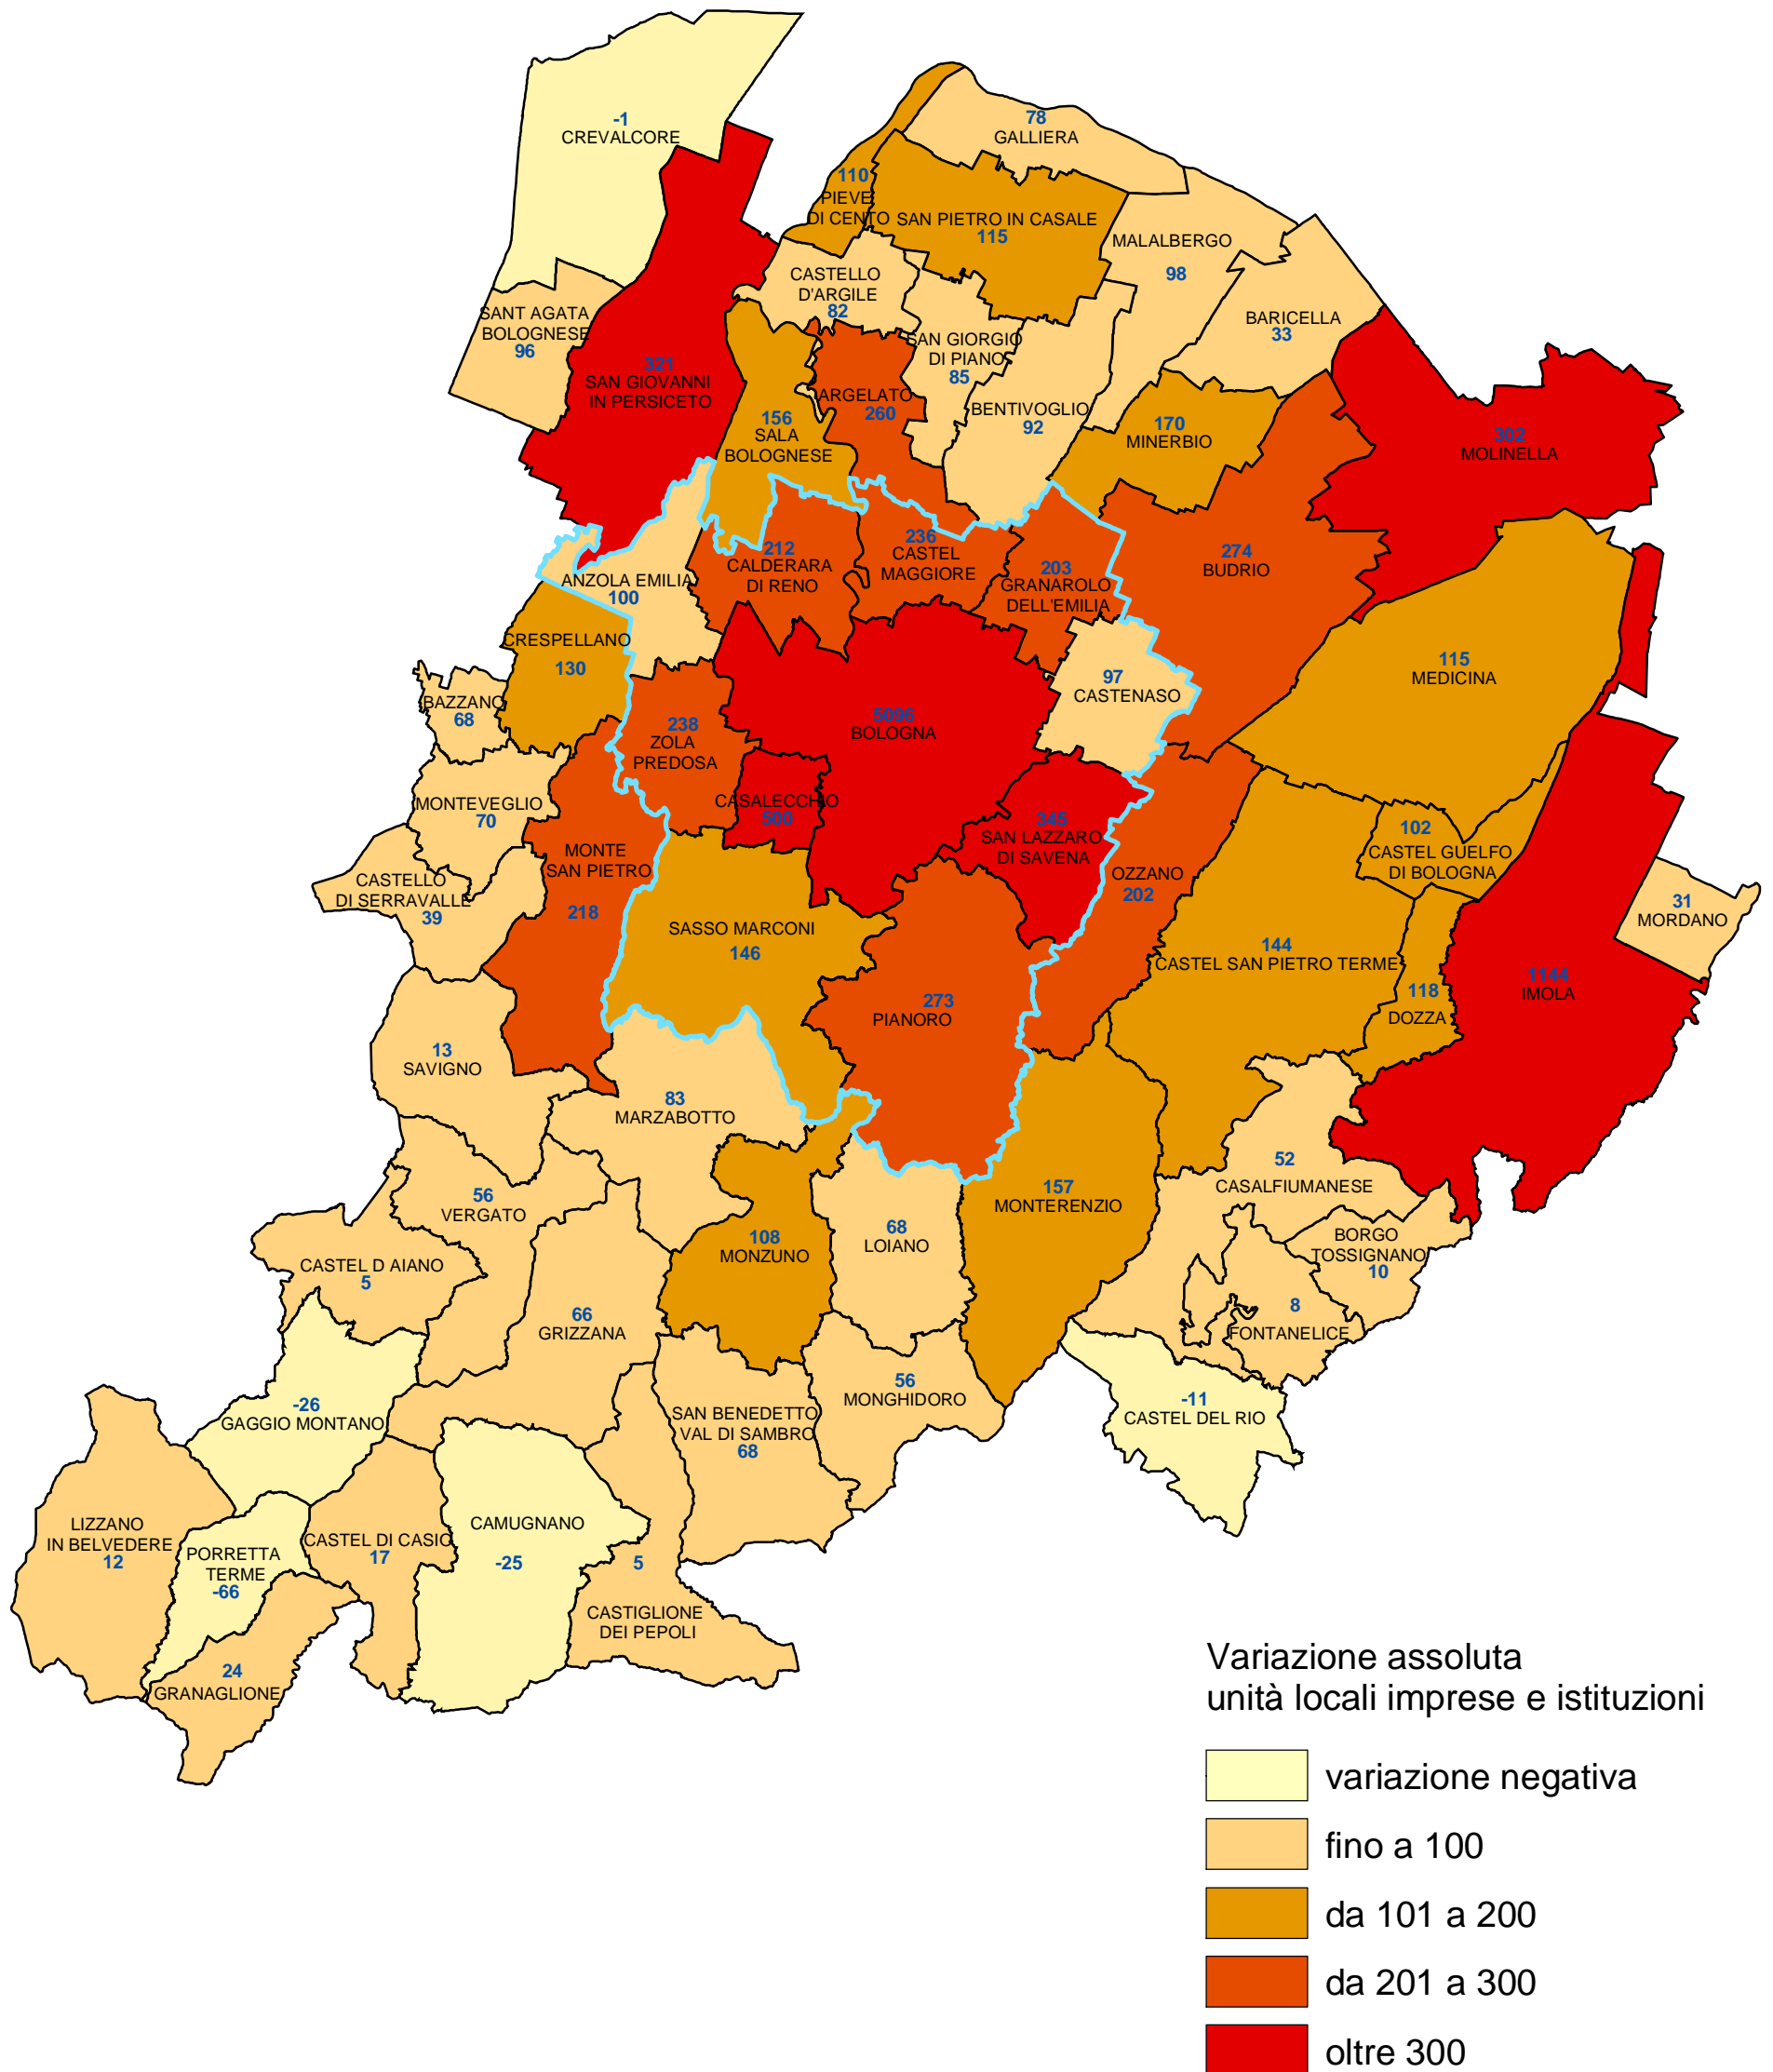 -1
CREVALCORE
78
GALLIERA
110
PIEVE
DI CENTO
SAN PIETRO IN CASALE
115
MALALBERGO
98
CASTELLO
D'ARGILE
82
SANT AGATA
BOLOGNESE
96
BARICELLA
33
SAN GIORGIO
DI PIANO
85
321
SAN GIOVANNI
IN PERSICETO
ARGELATO
260
BENTIVOGLIO
92
156
SALA
BOLOGNESE
170
MINERBIO
302
MOLINELLA
236
CASTEL
MAGGIORE
212
CALDERARA
DI RENO
203
GRANAROLO
DELL'EMILIA
274
BUDRIO
ANZOLA EMILIA
100
CRESPELLANO
130
97
CASTENASO
115
MEDICINA
BAZZANO
68
238
ZOLA
PREDOSA
5096
BOLOGNA
MONTEVEGLIO
70
CASALECCHIO
500
345
SAN LAZZARO
DI SAVENA
102
CASTEL GUELFO
DI BOLOGNA
MONTE
SAN PIETRO
218
CASTELLO
DI SERRAVALLE
39
OZZANO
202
31
MORDANO
SASSO MARCONI
146
144
CASTEL SAN PIETRO TERME
1144
IMOLA
118
DOZZA
273
PIANORO
13
SAVIGNO
83
MARZABOTTO
52
CASALFIUMANESE
157
MONTERENZIO
56
VERGATO
68
LOIANO
108
MONZUNO
BORGO
TOSSIGNANO
10
CASTEL D AIANO
5
8
FONTANELICE
66
GRIZZANA
56
MONGHIDORO
-11
CASTEL DEL RIO
-26
GAGGIO MONTANO
SAN BENEDETTO
VAL DI SAMBRO
68
LIZZANO
IN BELVEDERE
12
CASTEL DI CASIO
17
CAMUGNANO
-25
PORRETTA
TERME
-66
5
CASTIGLIONE
DEI PEPOLI
24
GRANAGLIONE
Variazione assoluta
unità locali imprese e istituzioni
variazione negativa
fino a 100
da 101 a 200
da 201 a 300
oltre 300